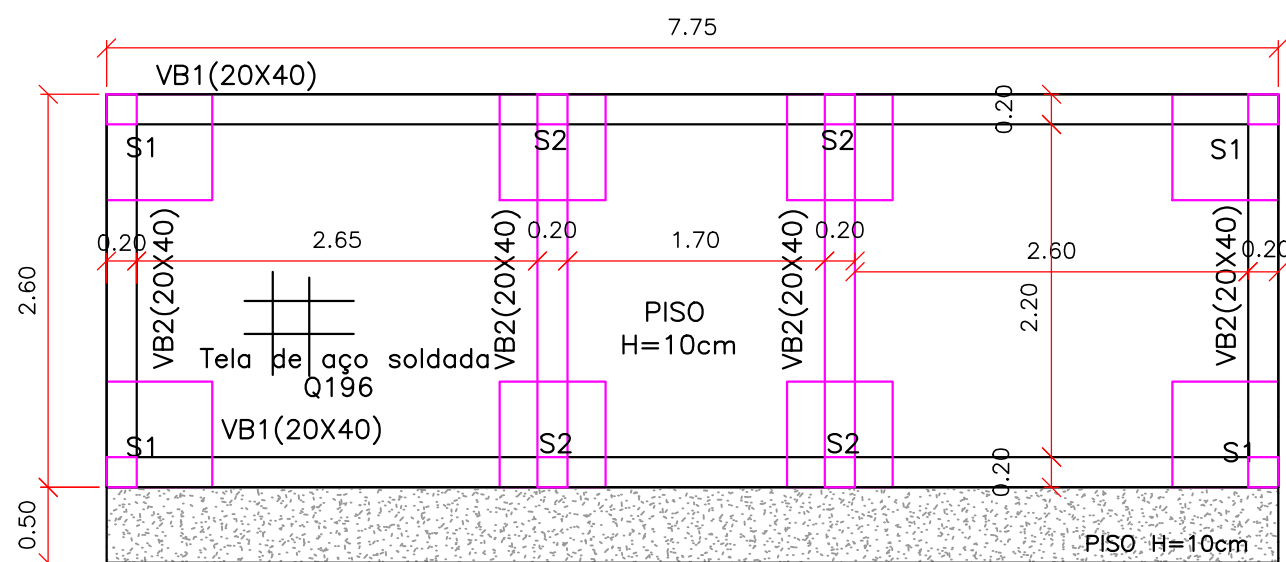 7.75
VB1(20X40)
0.20
S1
S2
S2
S1
VB2(20X40)
VB2(20X40)
VB2(20X40)
VB2(20X40)
0.20
2.65
0.20
1.70
0.20
2.60
0.20
2.60
2.20
PISO
H=10cm
Tela de aço soldada
Q196
VB1(20X40)
S1
S2
S2
S1
0.20
0.50
PISO H=10cm